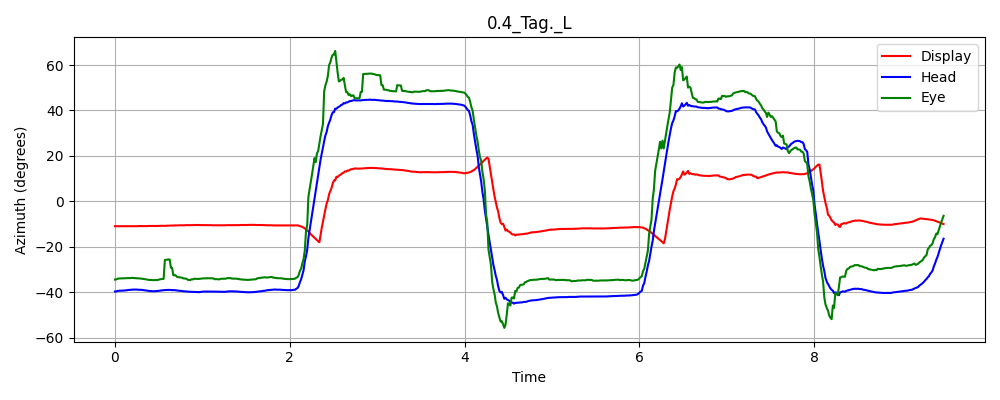 0.4_Tag._L
Display
Head
Eye
Azimuth (degrees)
60
40
20
0
−20
−40
−60
0 2 4 6 8
Time